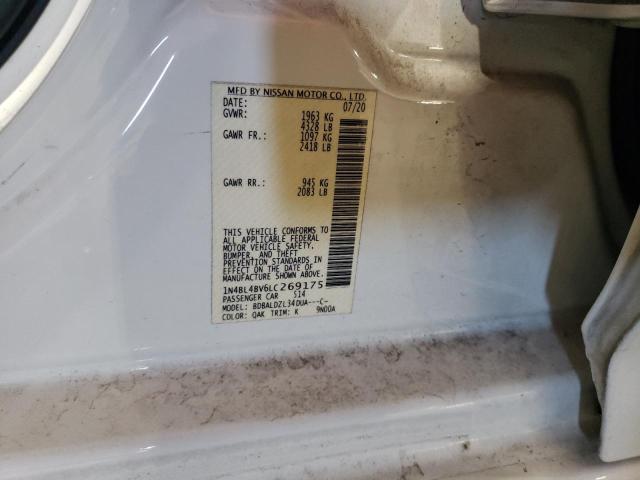 MFD BY NISSAN MOTOR CO., LTD.
DATE: 07/20
GVWR: 1963 KG
4328 LB
GAWR FR.: 1097 KG
2418 LB
GAWR RR.: 945 KG
2083 LB
THIS VEHICLE CONFORMS TO
ALL APPLICABLE FEDERAL
MOTOR VEHICLE SAFETY,
BUMPER, AND THEFT
PREVENTION STANDARDS IN
EFFECT ON THE DATE OF
MANUFACTURE SHOWN ABOVE.
1N4BL4BV6LC269175
PASSENGER CAR 514
MODEL: BDBALDZL34DUA---C-
COLOR: QAK TRIM: K 9NOOA